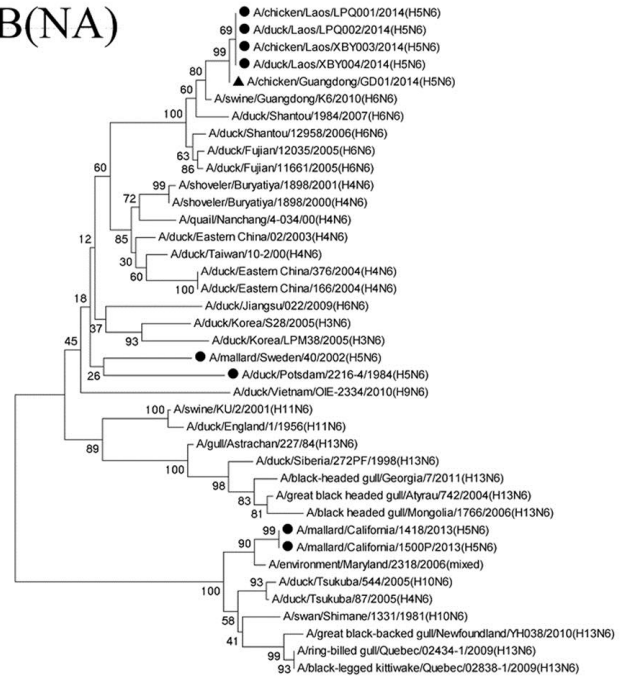 B(NA)
A/chicken/Laos/LPQ001/2014(H5N6)
69
A/duck/Laos/LPQ002/2014(H5N6)
A/chicken/Laos/XBY003/2014(H5N6)
99
A/duck/Laos/XBY004/2014(H5N6)
80
A/chicken/Guangdong/GD01/2014(H5N6)
60
A/swine/Guangdong/K6/2010(H6N6)
100
A/duck/Shantou/1984/2007(H6N6)
A/duck/Shantou/12958/2006(H6N6)
A/duck/Fujian/12035/2005(H6N6)
63
A/duck/Fujian/11661/2005(H6N6)
86
60
99
A/shoveler/Buryatiya/1898/2001(H4N6)
72
A/shoveler/Buryatiya/1898/2000(H4N6)
A/quail/Nanchang/4-034/00(H4N6)
12
85
A/duck/Eastern China/02/2003(H4N6)
A/duck/Taiwan/10-2/00(H4N6)
30
A/duck/Eastern China/376/2004(H4N6)
60
A/duck/Eastern China/166/2004(H4N6)
100
18
A/duck/Jiangsu/022/2009(H6N6)
37
A/duck/Korea/S28/2005(H3N6)
93
A/duck/Korea/LPM38/2005(H3N6)
45
A/mallard/Sweden/40/2002(H5N6)
26
A/duck/Potsdam/2216-4/1984(H5N6)
A/duck/Vietnam/OIE-2334/2010(H9N6)
100
A/swine/KU/2/2001(H11N6)
A/duck/England/1/1956(H11N6)
89
A/gull/Astrachan/227/84(H13N6)
A/duck/Siberia/272PF/1998(H13N6)
100
A/black-headed gull/Georgia/7/2011(H13N6)
98
A/great black headed gull/Atyrau/742/2004(H13N6)
83
A/black headed gull/Mongolia/1766/2006(H13N6)
81
99
A/mallard/California/1418/2013(H5N6)
90
A/mallard/California/1500P/2013(H5N6)
A/environment/Maryland/2318/2006(mixed)
93
A/duck/Tsukuba/544/2005(H10N6)
100
A/duck/Tsukuba/87/2005(H4N6)
58
A/swan/Shimane/1331/1981(H10N6)
A/great black-backed gull/Newfoundland/YH038/2010(H13N6)
41
A/ring-billed gull/Quebec/02434-1/2009(H13N6)
99
A/black-legged kittiwake/Quebec/02838-1/2009(H13N6)
93